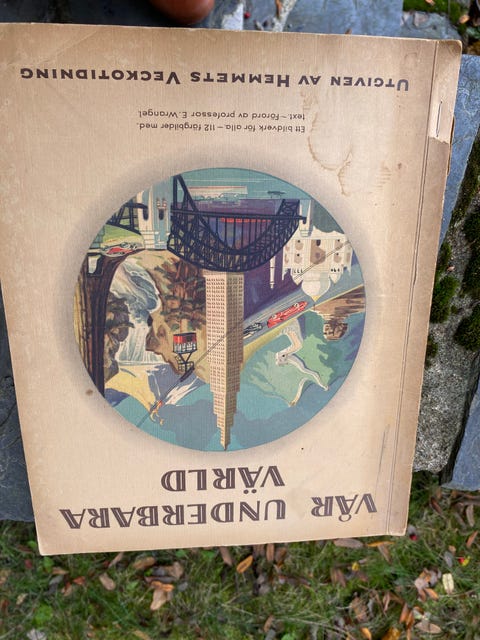 VÅR UNDERBARA
VÄRLD
Ett bildverk för alla. — 112 färgbilder med.
text. — Förord av professor E. Wrangel
UTGIVEN AV HEMMETS VECKOTIDNING